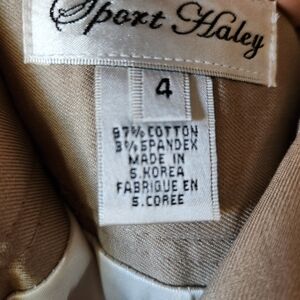 Sport Haley
4
97% COTTON
3% SPANDEX
MADE IN
S.KOREA
FABRIQUE EN
S.COREE